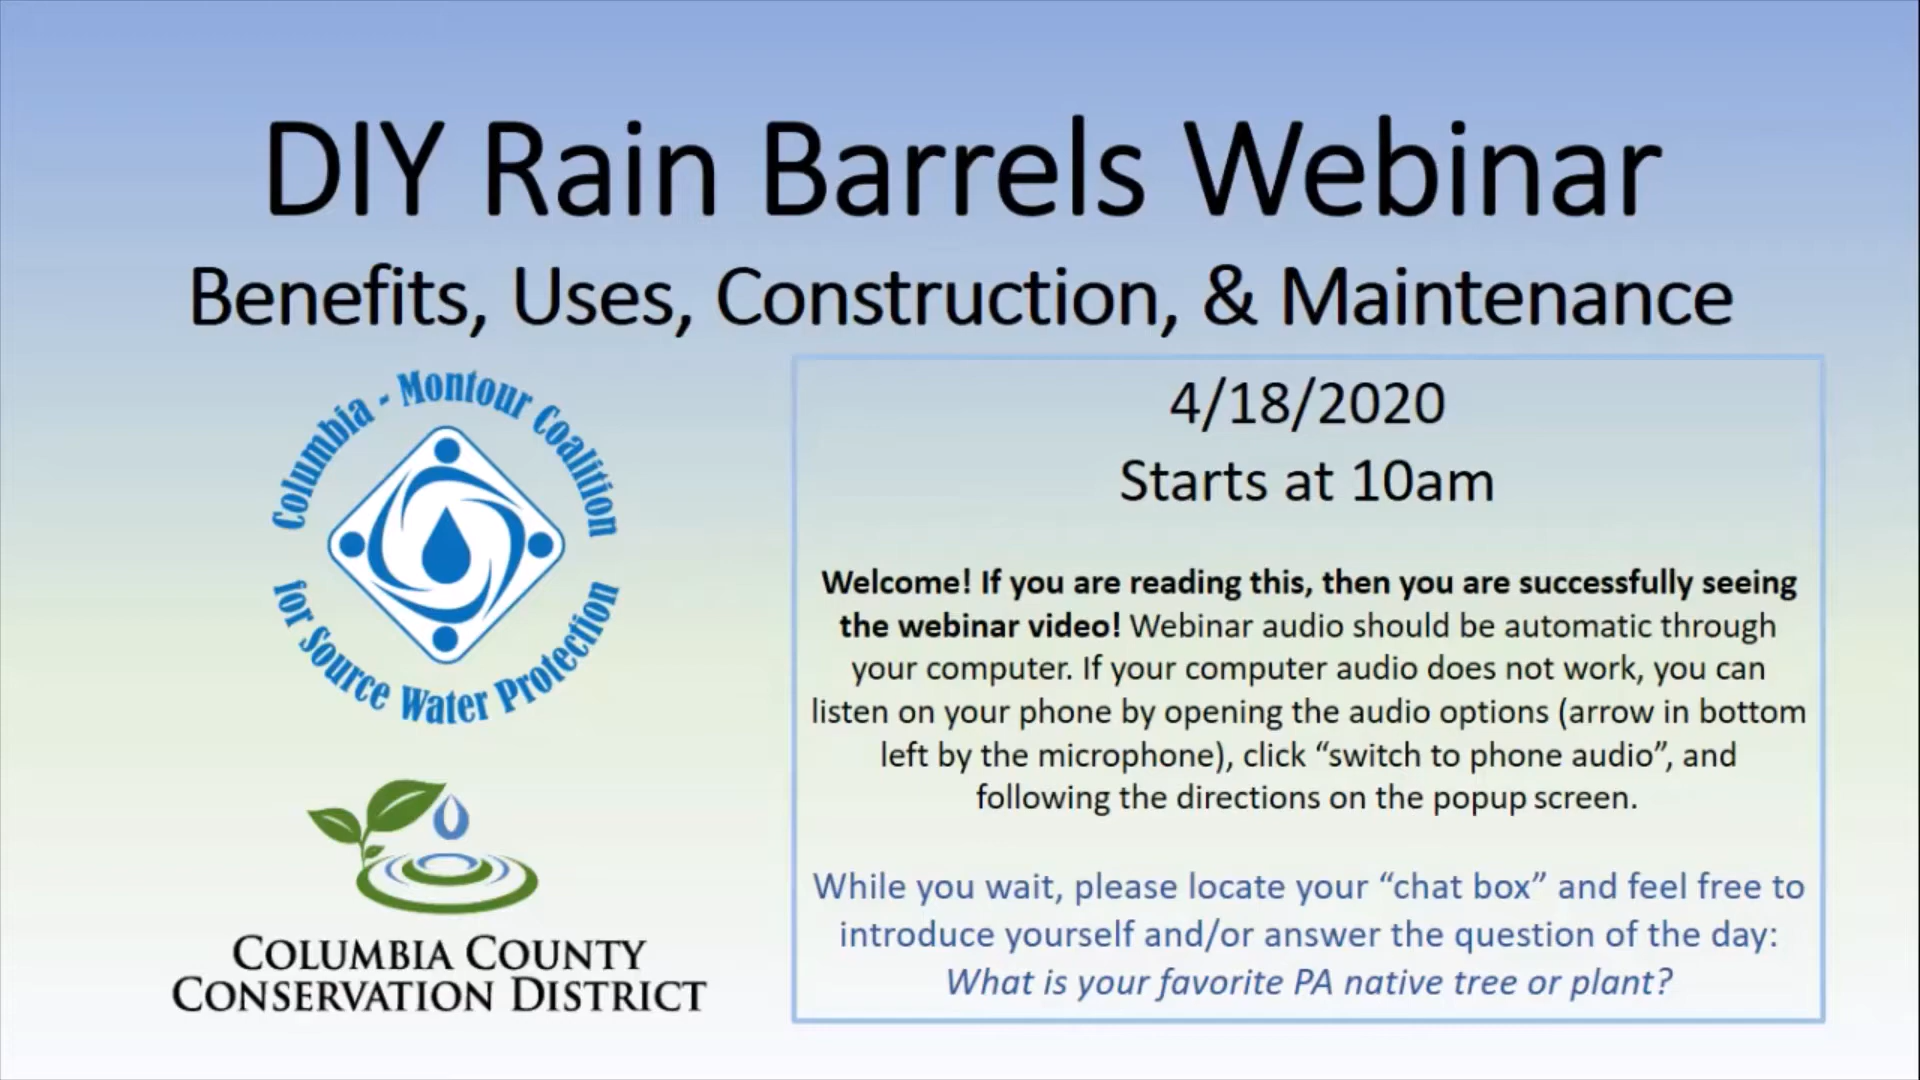 DIY Rain Barrels Webinar
Benefits, Uses, Construction, & Maintenance
Columbia - Montour Coalition
for Source Water Protection
COLUMBIA COUNTY
CONSERVATION DISTRICT
4/18/2020
Starts at 10am
Welcome! If you are reading this, then you are successfully seeing
the webinar video! Webinar audio should be automatic through
your computer. If your computer audio does not work, you can
listen on your phone by opening the audio options (arrow in bottom
left by the microphone), click “switch to phone audio”, and
following the directions on the popup screen.
While you wait, please locate your “chat box” and feel free to
introduce yourself and/or answer the question of the day:
What is your favorite PA native tree or plant?